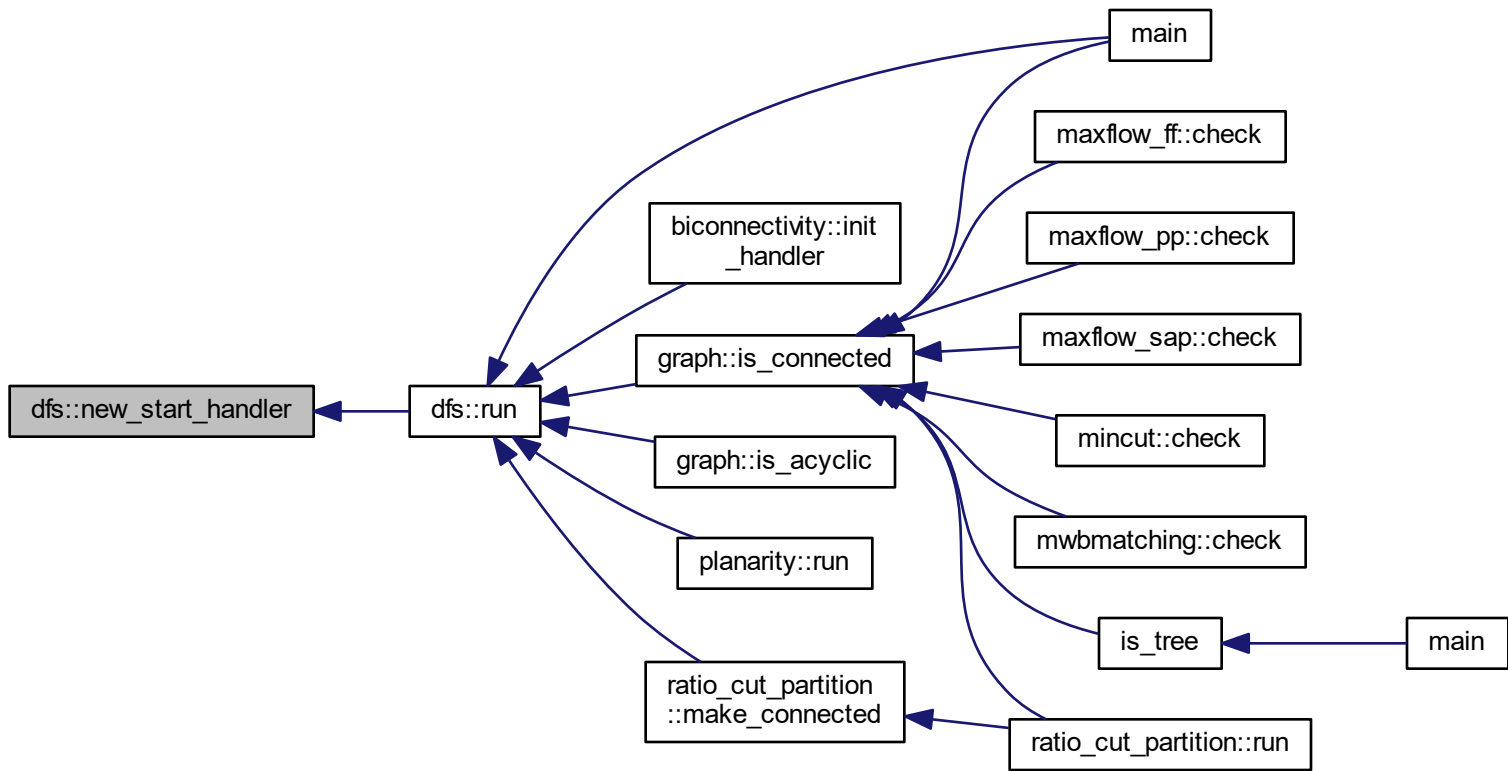 main
maxflow_ff::check
maxflow_pp::check
biconnectivity::init
_handler
maxflow_sap::check
graph::is_connected
dfs::new_start_handler
dfs::run
mincut::check
graph::is_acyclic
mwbmatching::check
planarity::run
is_tree
main
ratio_cut_partition
::make_connected
ratio_cut_partition::run